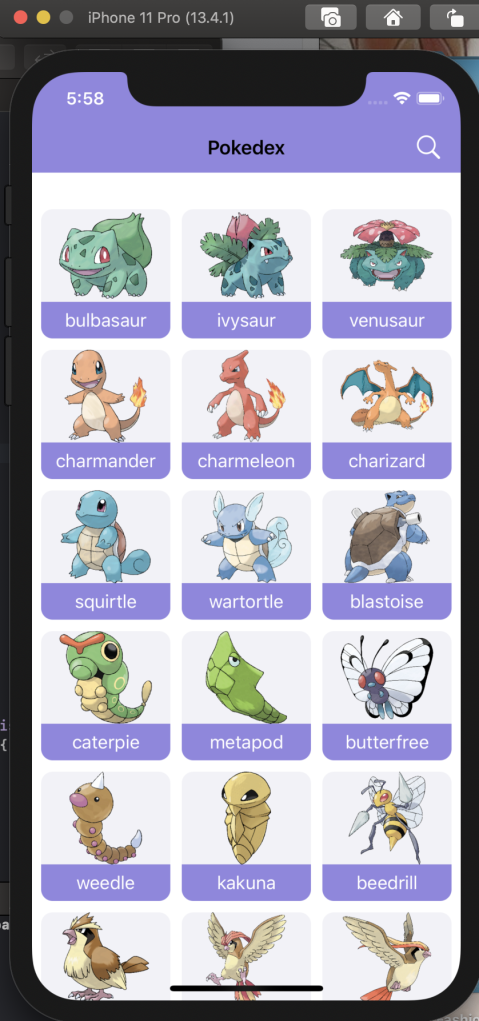 iPhone 11 Pro (13.4.1)
5:58
Pokedex
bulbasaur
ivysaur
venusaur
charmander
charmeleon
charizard
squirtle
wartortle
blastoise
caterpie
metapod
butterfree
i
{
weedle
kakuna
beedrill